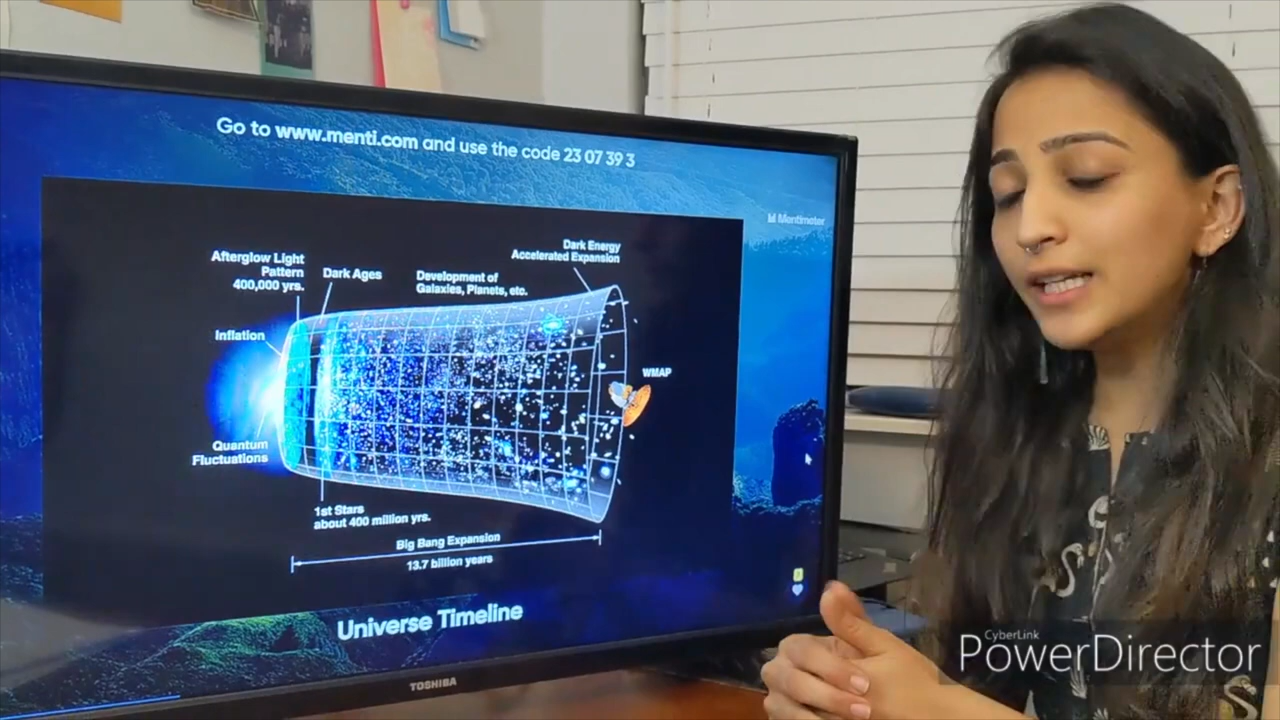 Go to www.menti.com and use the code 23 07 39 3
Mentimeter
Dark Energy
Accelerated Expansion
Afterglow Light
Pattern
400,000 yrs.
Dark Ages
Development of
Galaxies, Planets, etc.
Inflation
WMAP
Quantum
Fluctuations
1st Stars
about 400 million yrs.
Big Bang Expansion
13.7 billion years
Universe Timeline
TOSHIBA
CyberLink
PowerDirector